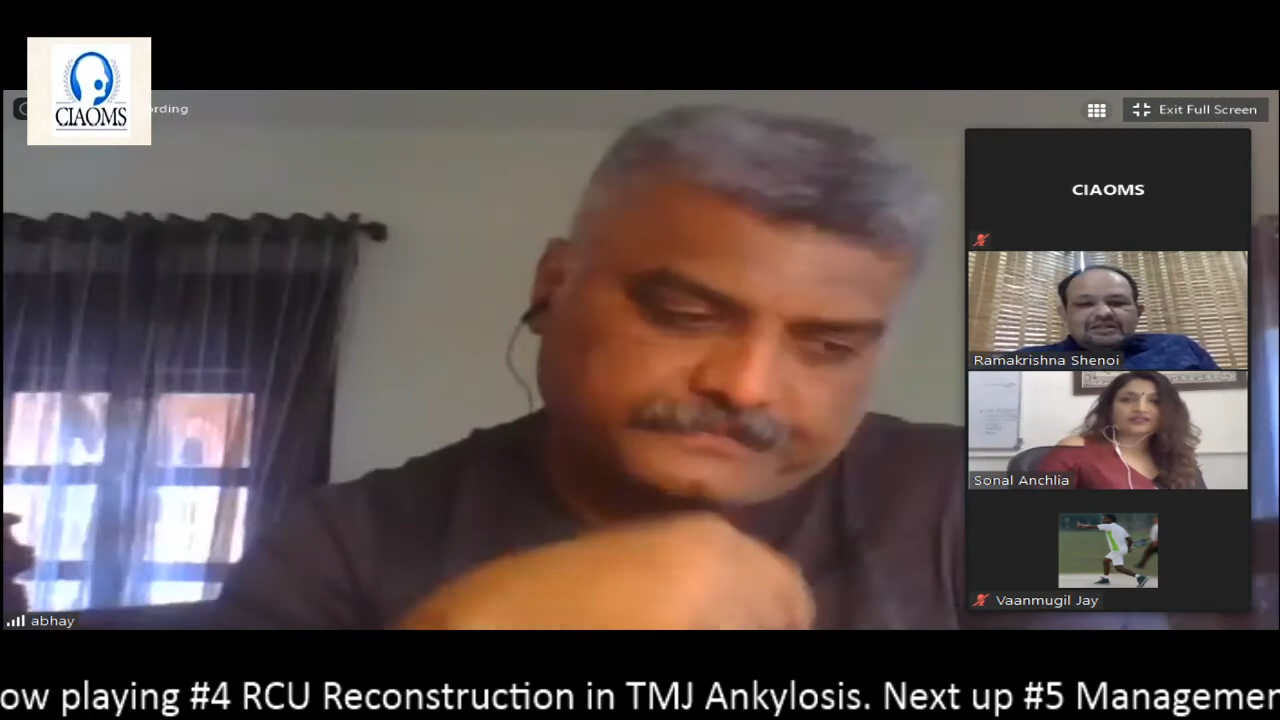 CIAOMS
Exit Full Screen
CIAOMS
Ramakrishna Shenoi
Sonal Anchlia
Vaanmugil Jay
abhay
ow playing #4 RCU Reconstruction in TMJ Ankylosis. Next up #5 Managemen